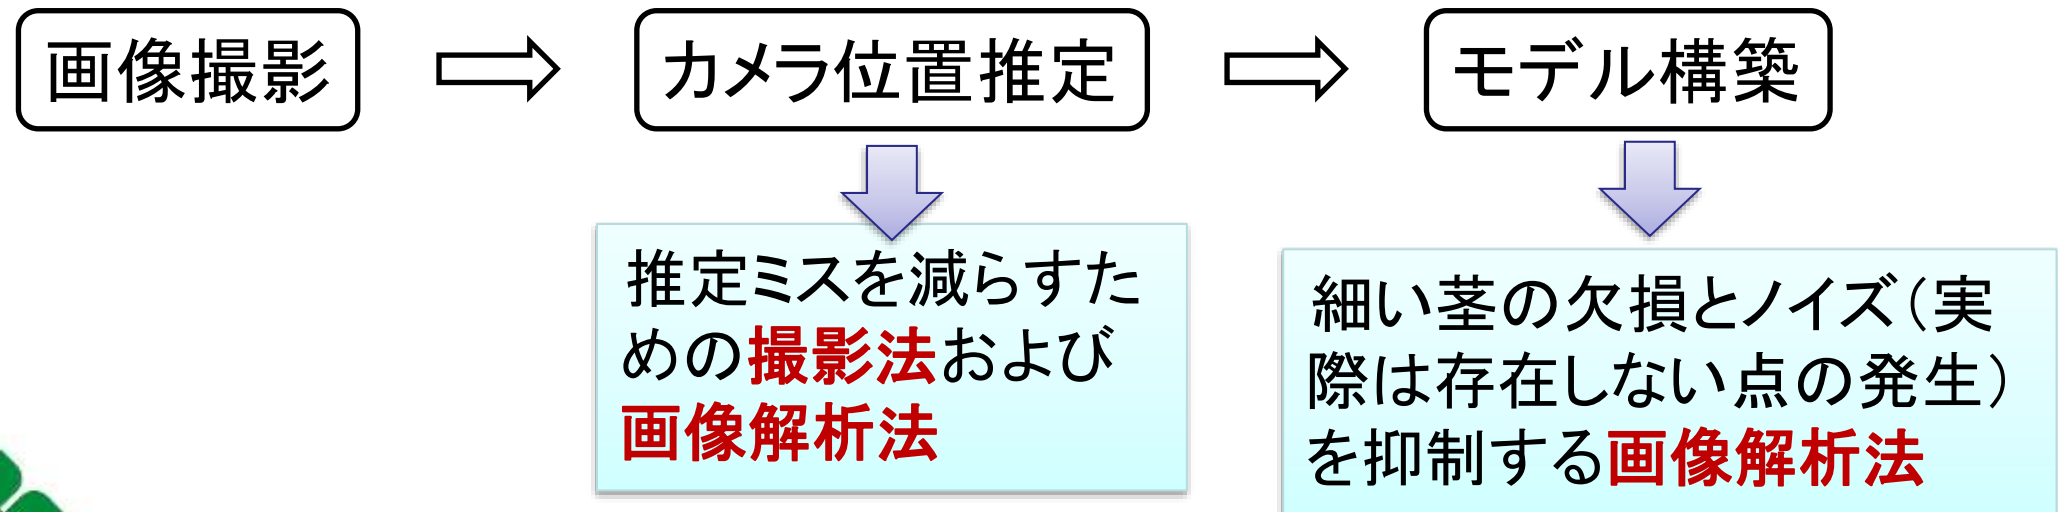 画像撮影
カメラ位置推定
モデル構築
推定ミスを減らすた
めの撮影法および
画像解析法
細い茎の欠損とノイズ(実
際は存在しない点の発生)
を抑制する画像解析法